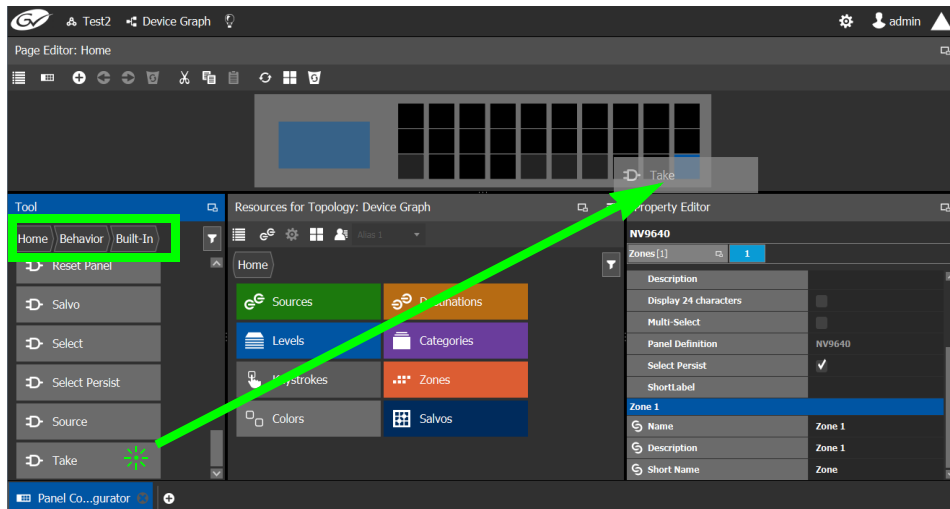 GV Test2 Device Graph admin
Page Editor: Home
Take
Tool
Home Behavior Built-In
Reset Panel
Salvo
Select
Select Persist
Source
Take
Resources for Topology: Device Graph
Alias 1
Home
Sources Destinations
Levels Categories
Keystrokes Zones
Colors Salvos
Property Editor
NV9640
Zones [1] 1
Description
Display 24 characters
Multi-Select
Panel Definition NV9640
Select Persist
ShortLabel
Zone 1
Name Zone 1
Description Zone 1
Short Name Zone
Panel Co...gurator